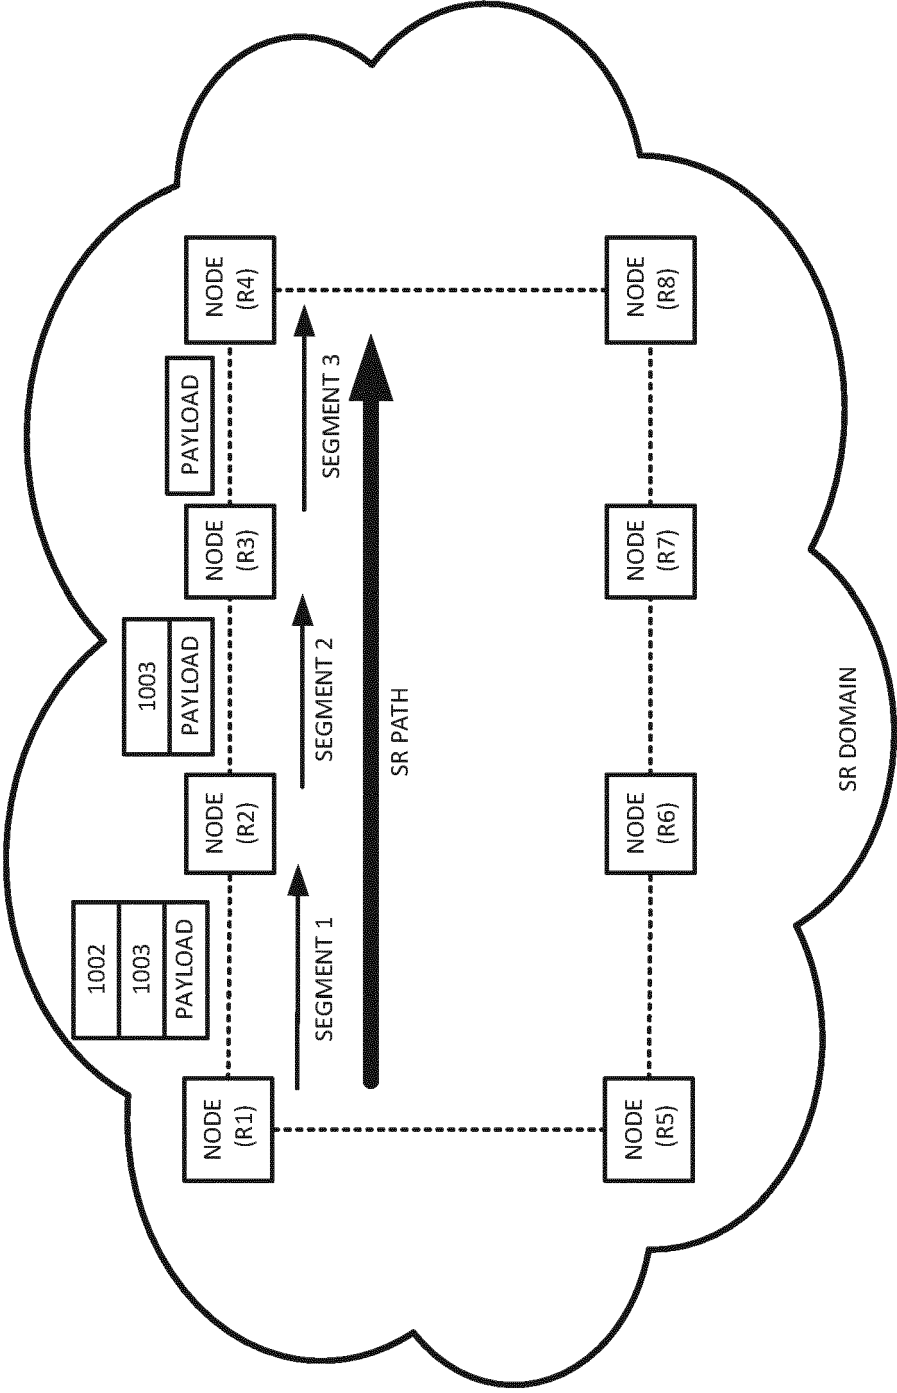 1002
1003
PAYLOAD
1003
PAYLOAD
PAYLOAD
NODE
(R1)
NODE
(R2)
NODE
(R3)
NODE
(R4)
SEGMENT 1
SEGMENT 2
SEGMENT 3
SR PATH
NODE
(R5)
NODE
(R6)
NODE
(R7)
NODE
(R8)
SR DOMAIN